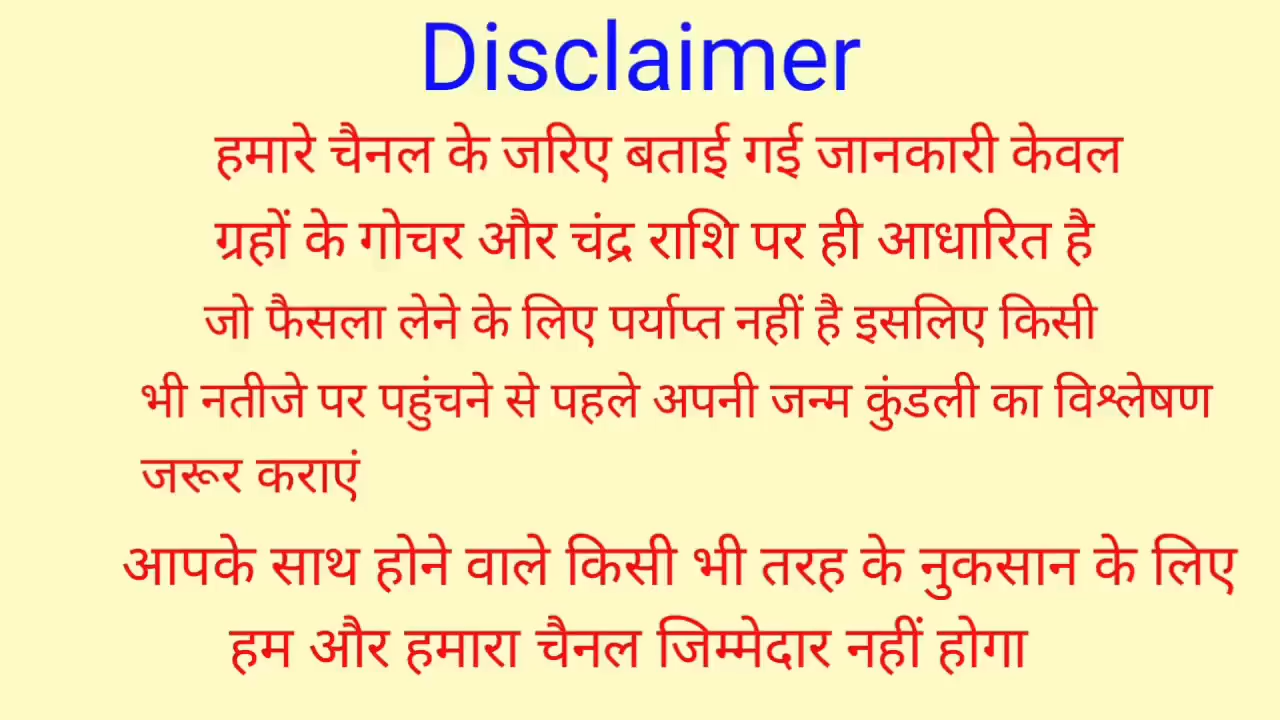 Disclaimer
हमारे चैनल के जरिए बताई गई जानकारी केवल
ग्रहों के गोचर और चंद्र राशि पर ही आधारित है
जो फैसला लेने के लिए पर्याप्त नहीं है इसलिए किसी
भी नतीजे पर पहुंचने से पहले अपनी जन्म कुंडली का विश्लेषण
जरूर कराएं
आपके साथ होने वाले किसी भी तरह के नुकसान के लिए
हम और हमारा चैनल जिम्मेदार नहीं होगा